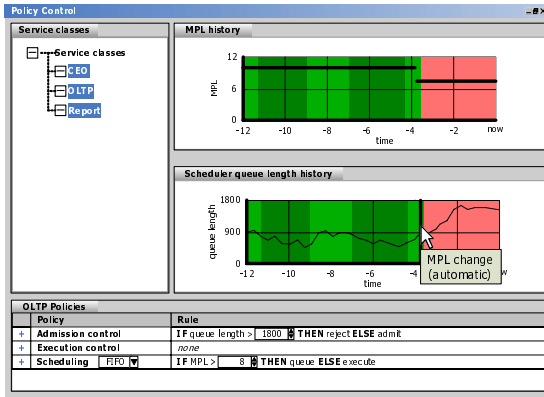 Policy Control
Service classes
Service classes
CEO
OLTP
Report
MPL history
MPL
12
6
0
-12 -10 -8 -6 -4 -2 now
time
Scheduler queue length history
queue length
1800
900
0
-12 -10 -8 -6 -4 w
time
MPL change
(automatic)
OLTP Policies
Policy Rule
+ Admission control IF queue length > 1800 THEN reject ELSE admit
+ Execution control none
+ Scheduling FIFO IF MPL > 8 THEN queue ELSE execute